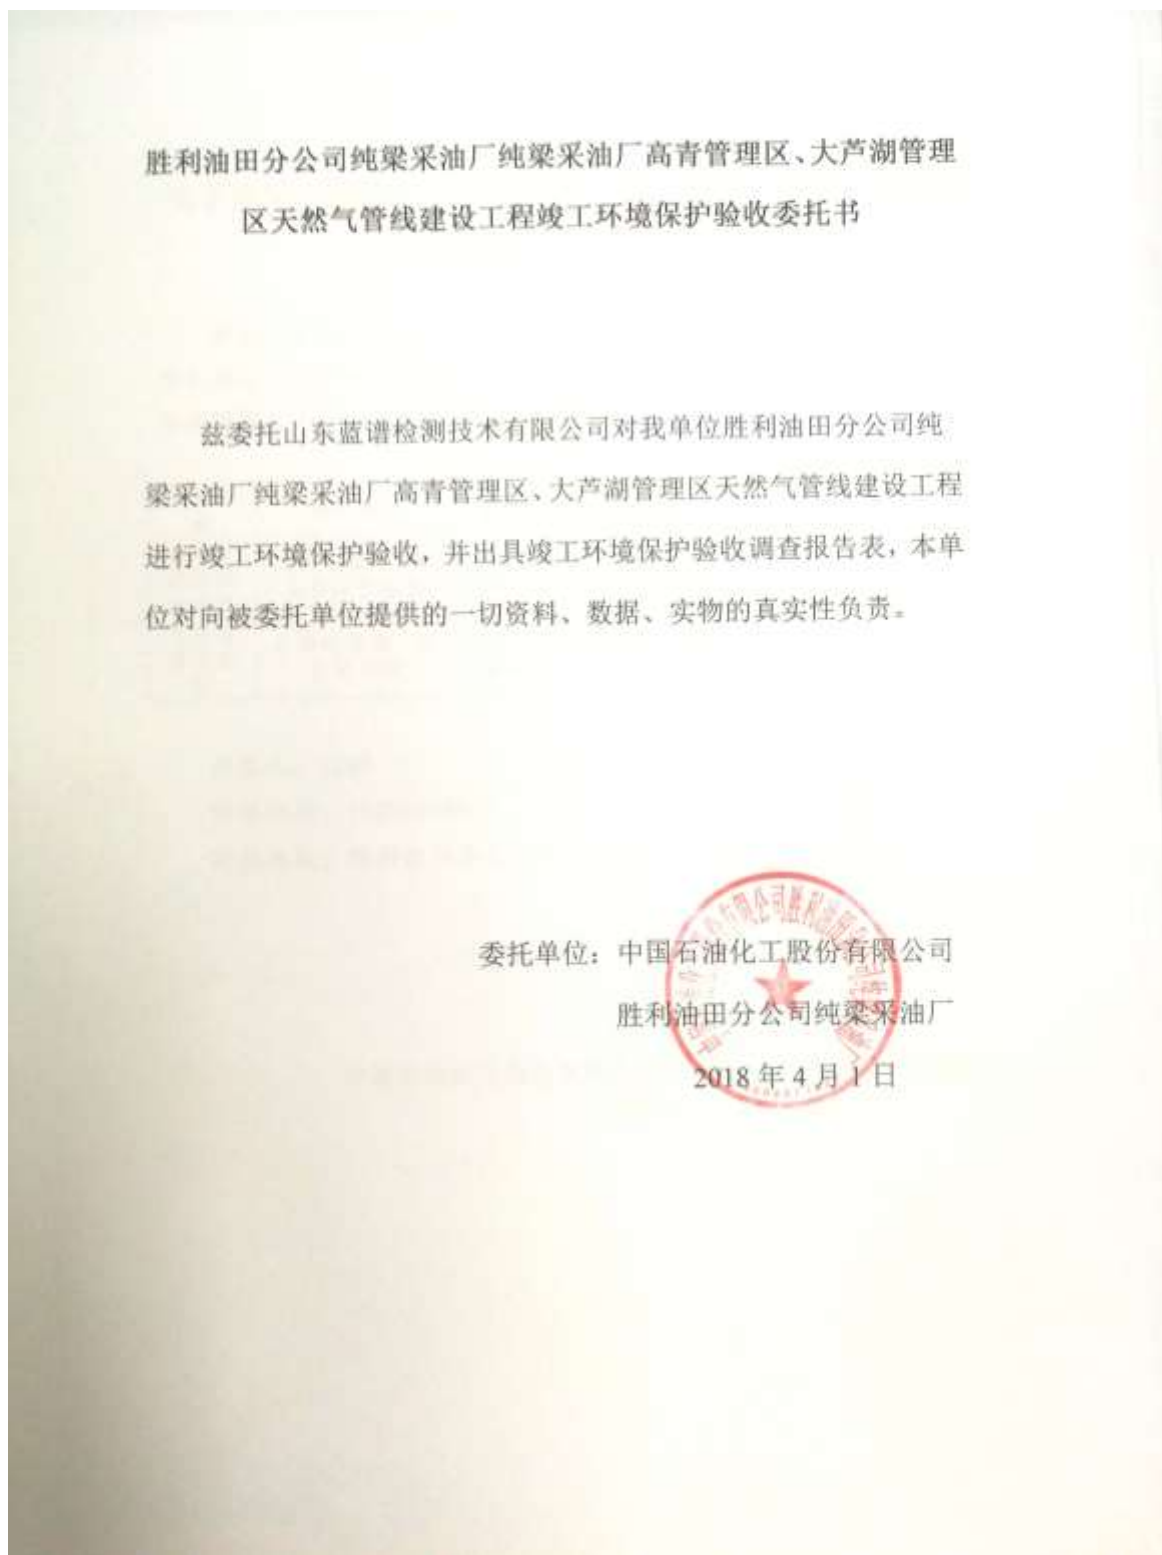 胜利油田分公司纯梁采油厂纯梁采油厂高青管理区、大芦湖管理
区天然气管线建设工程竣工环境保护验收委托书
兹委托山东蓝谱检测技术有限公司对我单位胜利油田分公司纯
梁采油厂纯梁采油厂高青管理区、大芦湖管理区天然气管线建设工程
进行竣工环境保护验收，并出具竣工环境保护验收调查报告表，本单
位对向被委托单位提供的一切资料、数据、实物的真实性负责。
委托单位：中国石油化工股份有限公司
胜利油田分公司纯梁采油厂
2018 年 4 月 1 日